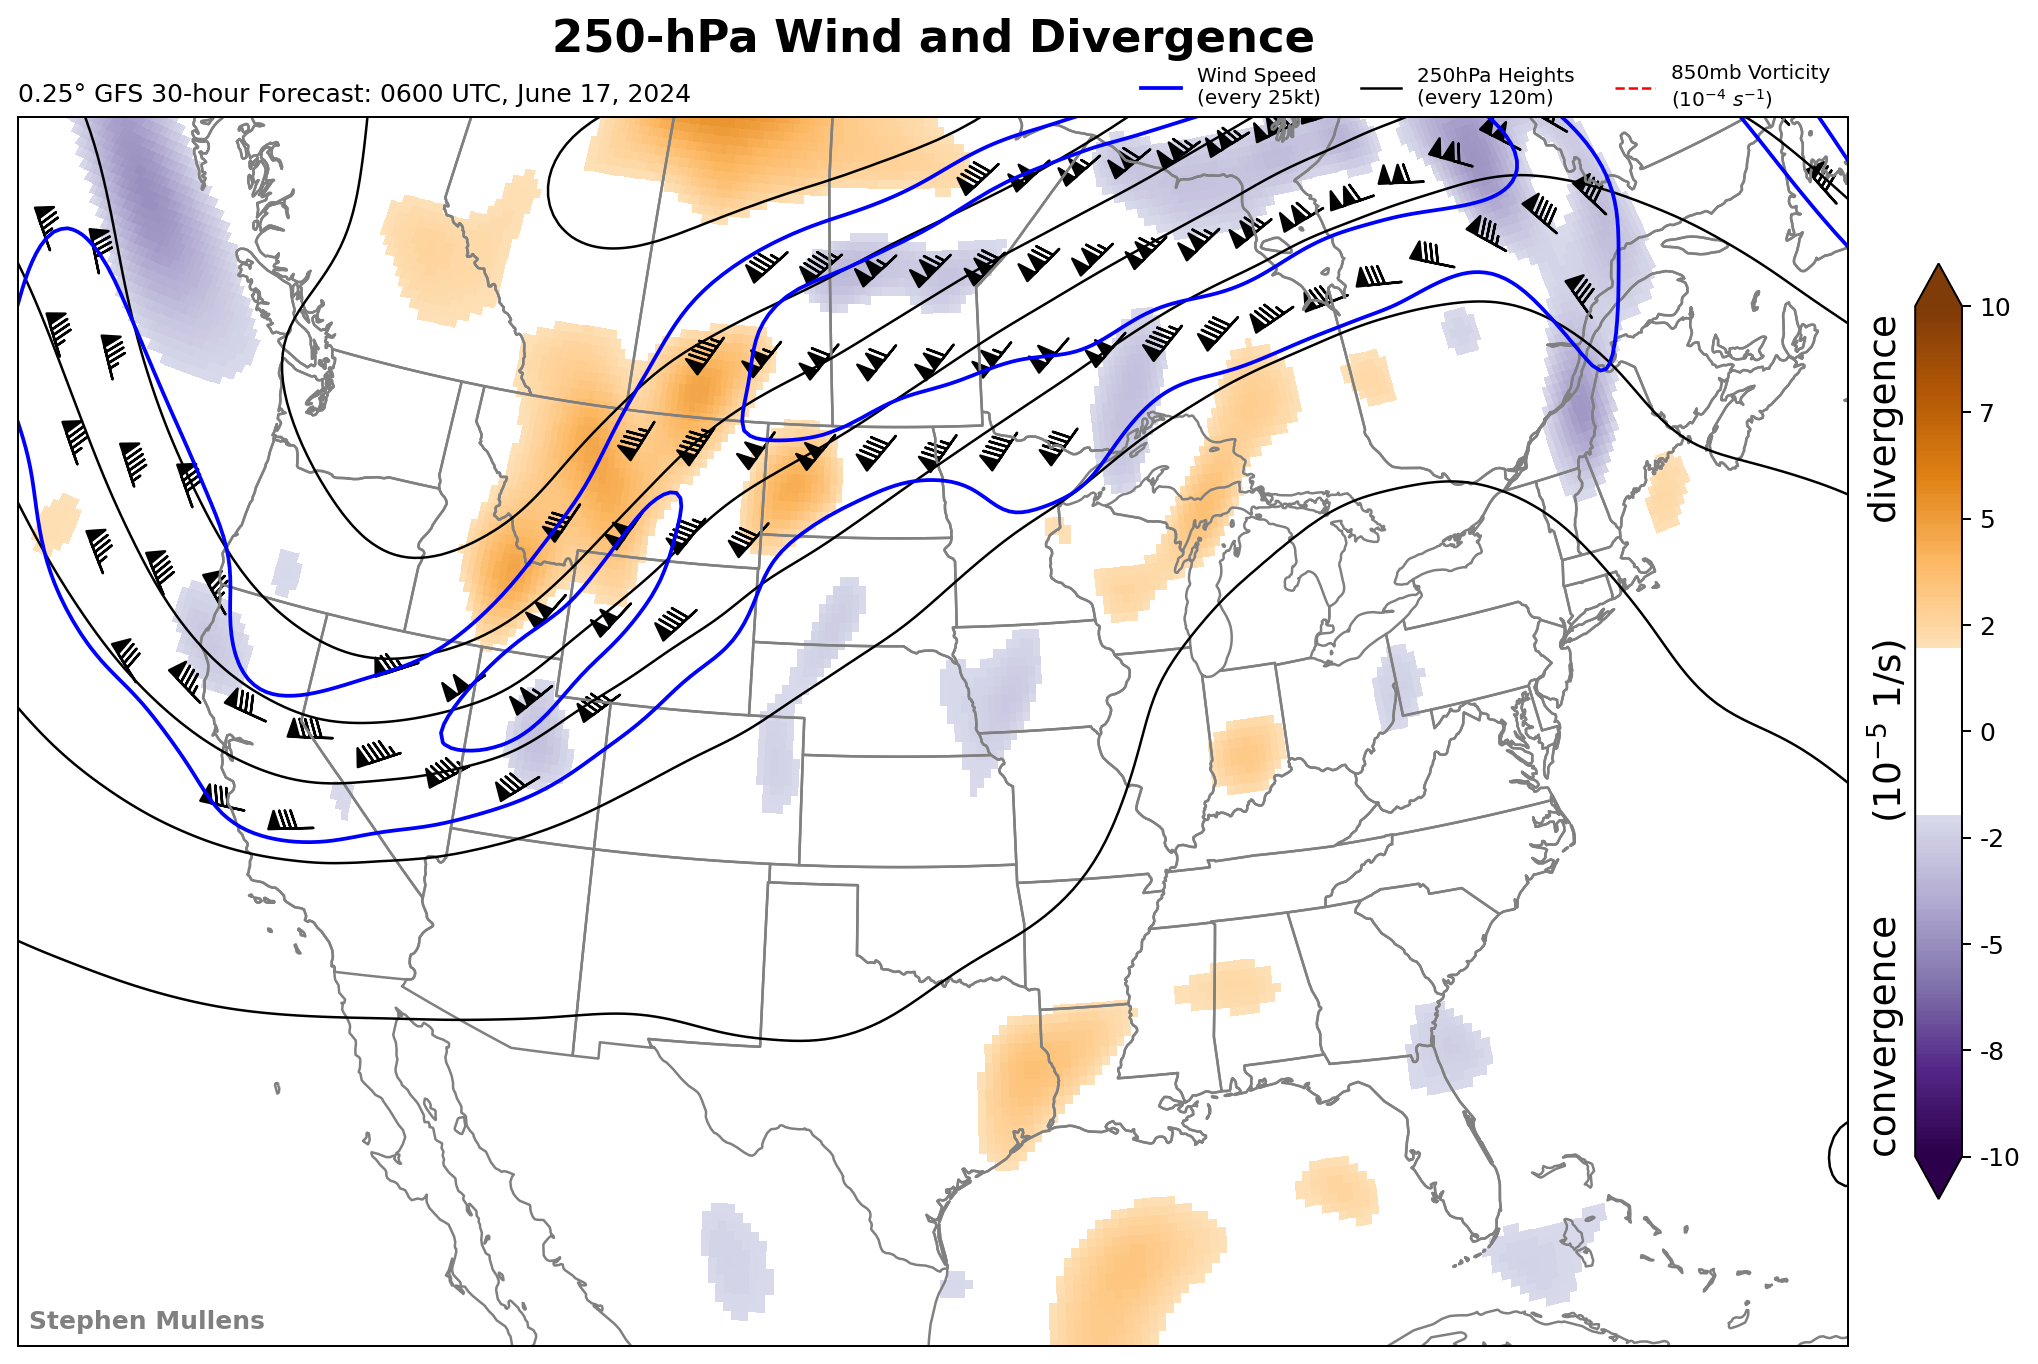 250-hPa Wind and Divergence
0.25° GFS 30-hour Forecast: 0600 UTC, June 17, 2024
Wind Speed
(every 25kt)
250hPa Heights
(every 120m)
850mb Vorticity
(10⁻⁴ s⁻¹)
10
7
5
2
0
-2
-5
-8
-10
convergence (10⁻⁵ 1/s) divergence
Stephen Mullens